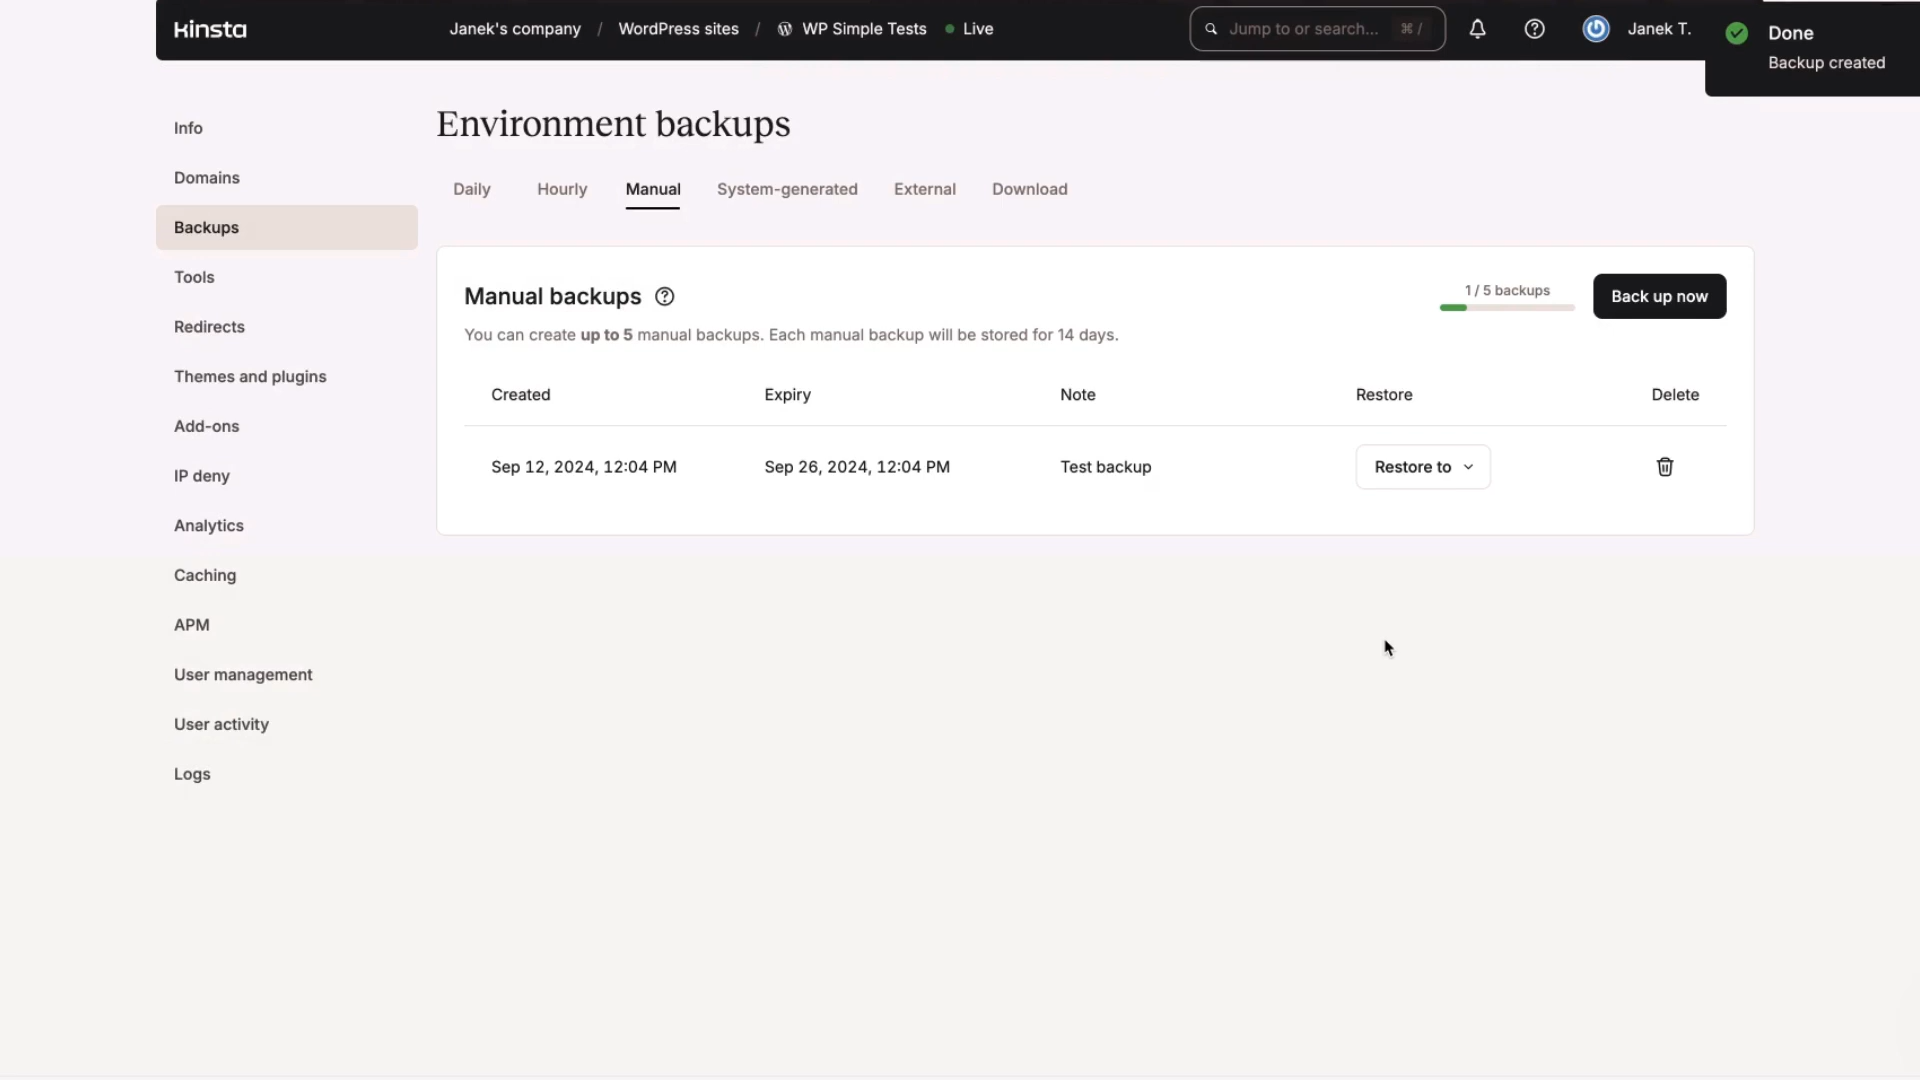 Kinsta
Janek's company / WordPress sites / WP Simple Tests Live
Jump to or search... ⌘ /
Janek T.
Done
Backup created
Info
Domains
Backups
Tools
Redirects
Themes and plugins
Add-ons
IP deny
Analytics
Caching
APM
User management
User activity
Logs
Environment backups
Daily Hourly Manual System-generated External Download
Manual backups
1 / 5 backups
Back up now
You can create up to 5 manual backups. Each manual backup will be stored for 14 days.
Created Expiry Note Restore Delete
Sep 12, 2024, 12:04 PM Sep 26, 2024, 12:04 PM Test backup Restore to